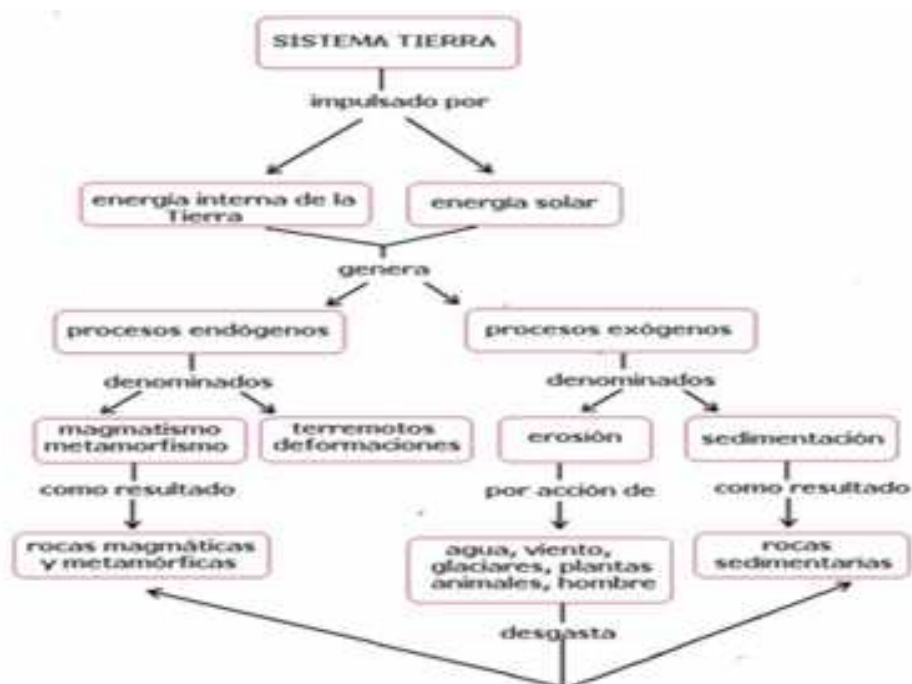 SISTEMA TIERRA
impulsado por
energía interna de la
Tierra
energía solar
genera
procesos endógenos
procesos exógenos
denominados
denominados
magmatismo
metamorfismo
terremotos
deformaciones
erosión
sedimentación
como resultado
por acción de
como resultado
rocas magmáticas
y metamórficas
agua, viento,
glaciares, plantas
animales, hombre
rocas
sedimentarias
desgasta